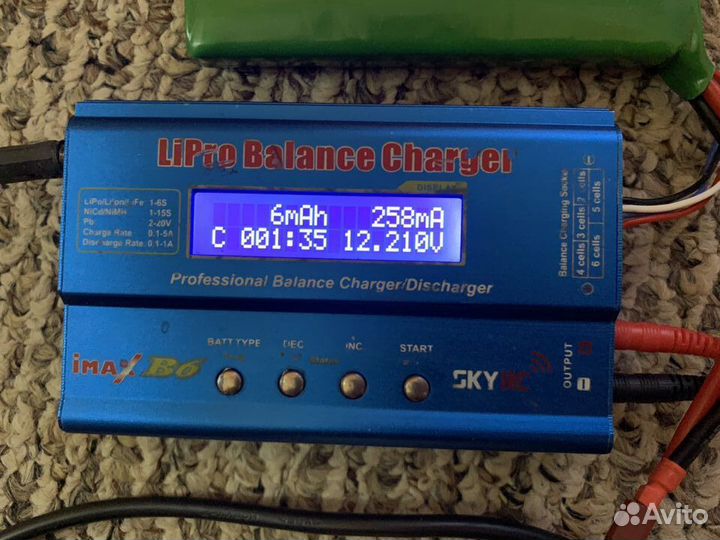 LiPro Balance Charger
DISPLAY
LiPo/LiIon/LiFe 1-6S
NiCd/NiMH 1-15S
Pb: 2-20V
Charge Rate 0.1-5A
Discharge Rate 0.1-1A
6mAh 258mA
C 001:35 12.210V
Balance Charging Socket
2 cells
3 cells
4 cells
5 cells
6 cells
Professional Balance Charger/Discharger
BATT TYPE
DEC
INC
START
Status
iMAX B6
SKYRC
OUTPUT
Avito